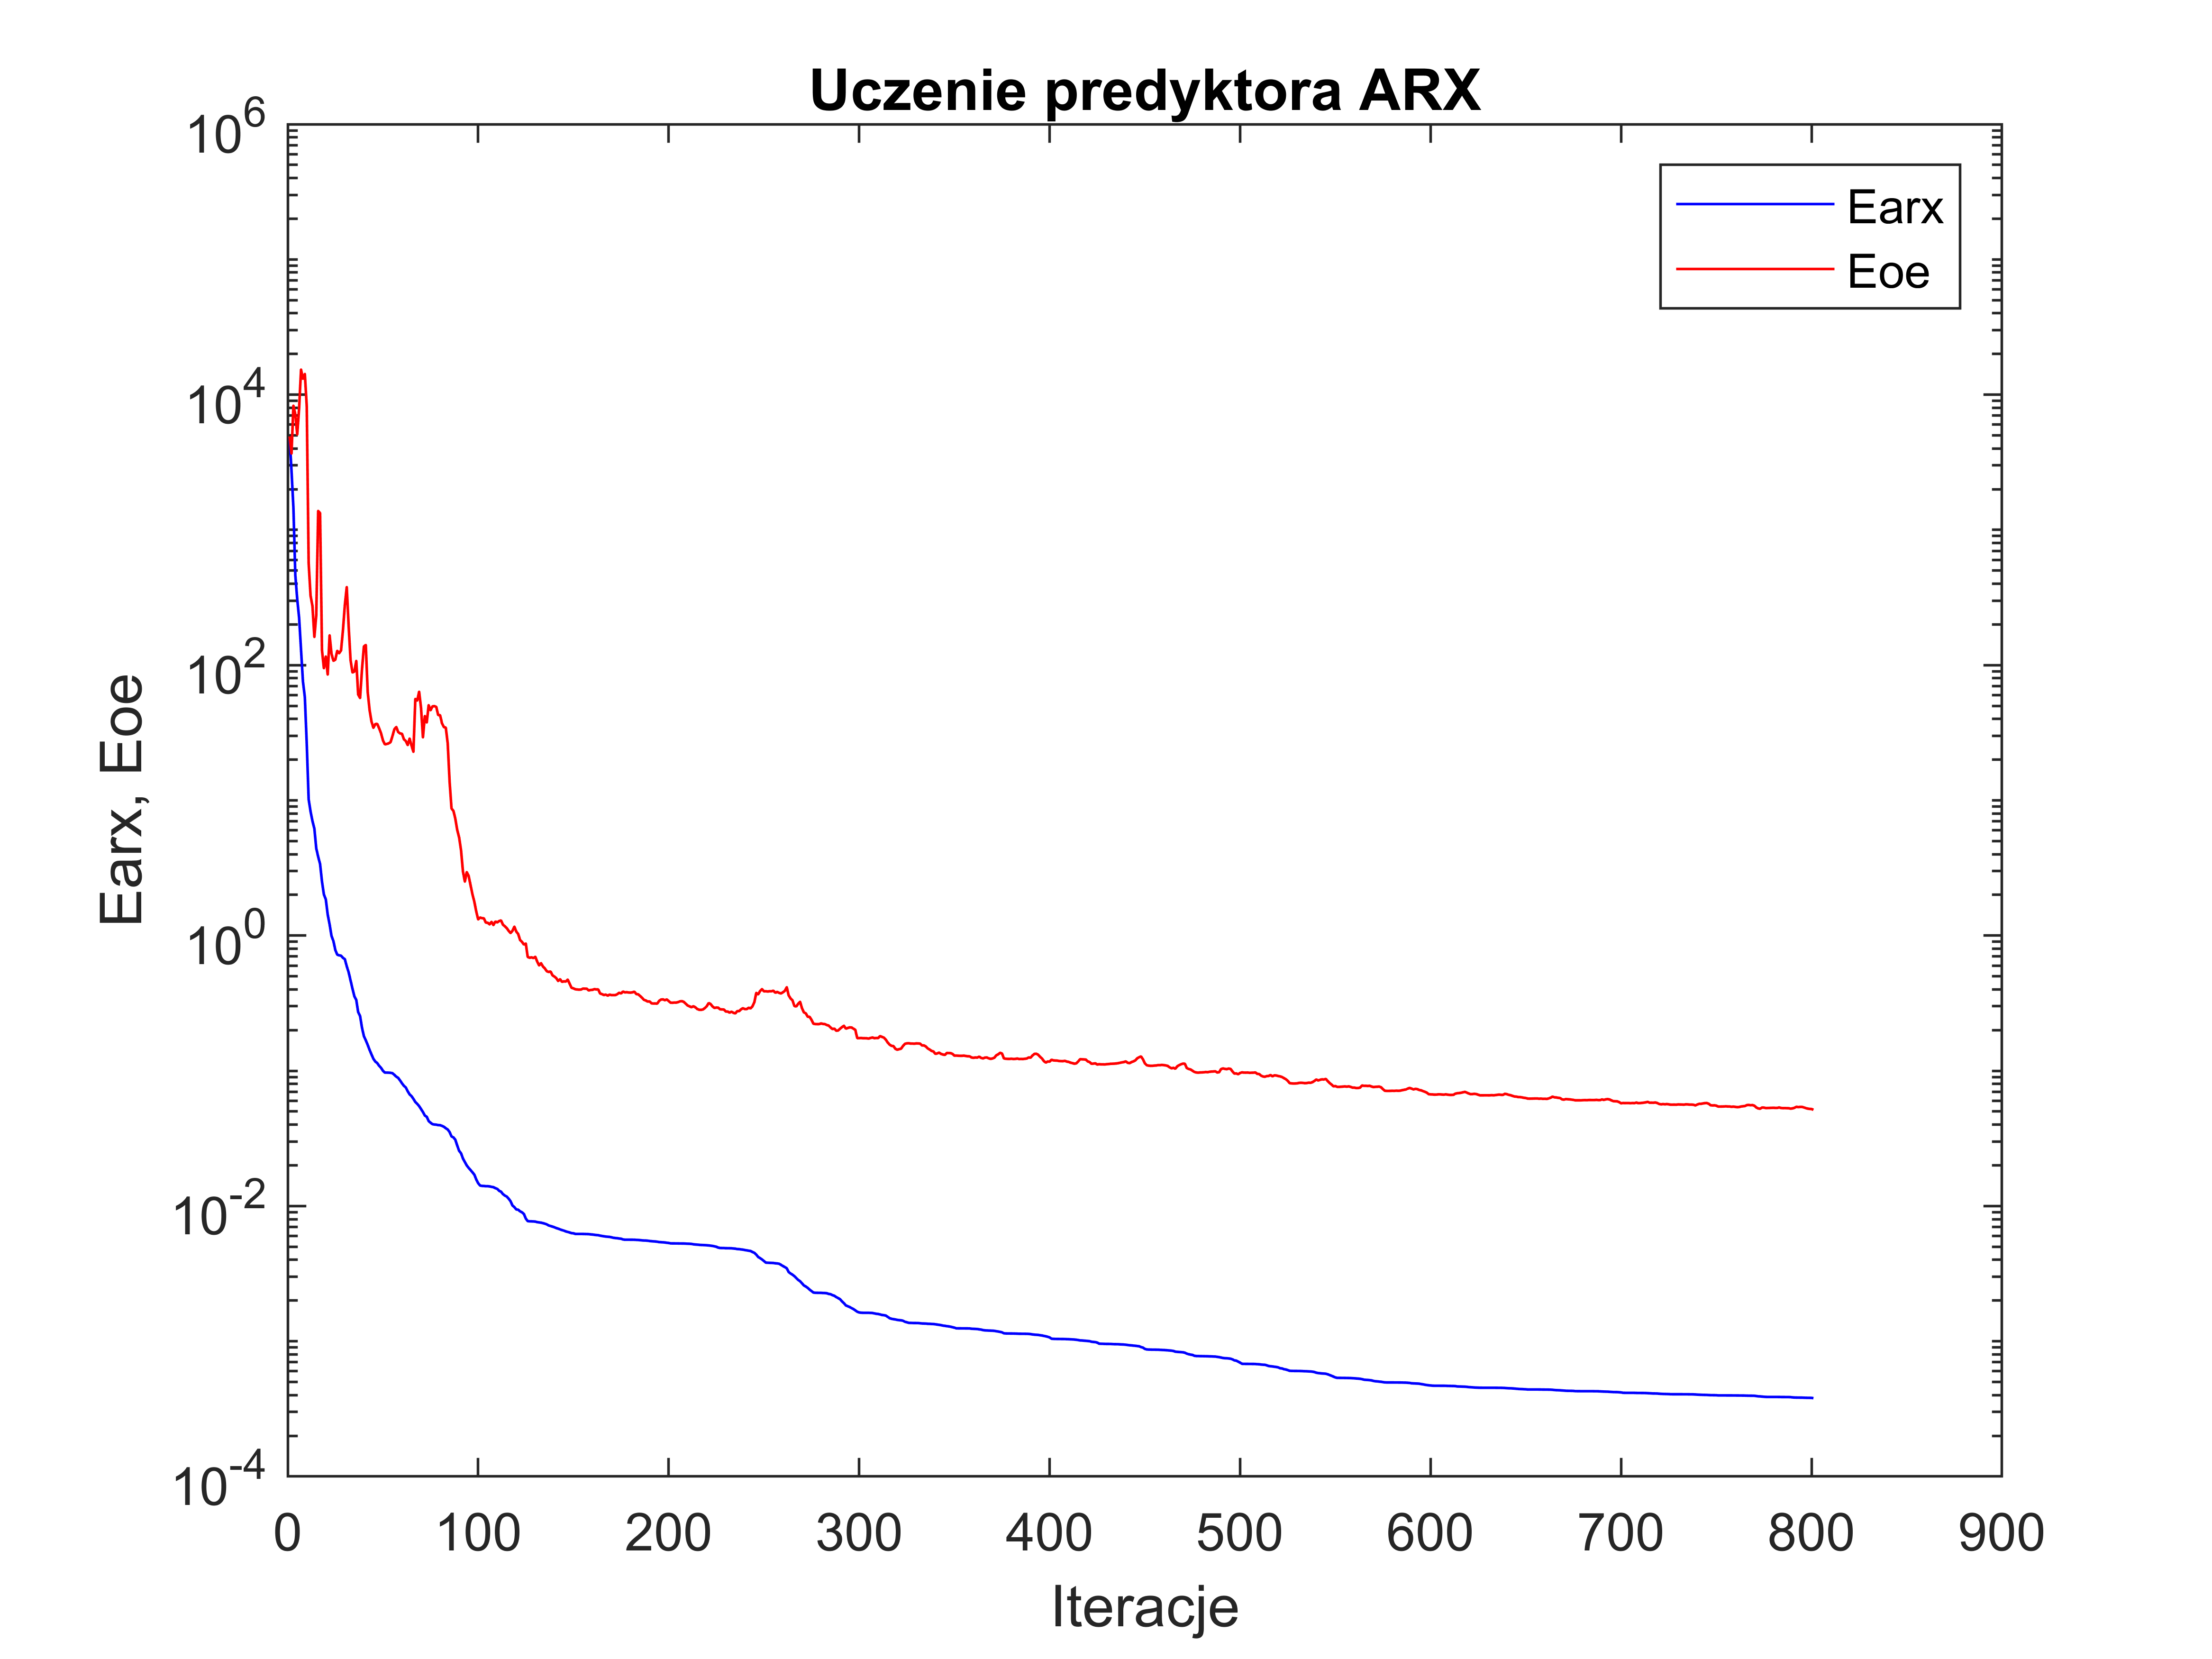 Uczenie predyktora ARX
10^6
10^4
10^2
10^0
10^-2
10^-4
Earx, Eoe
Earx
Eoe
0 100 200 300 400 500 600 700 800 900
Iteracje